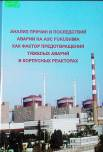 АНАЛИЗ ПРИЧИН И ПОСЛЕДСТВИЙ
АВАРИИ НА АЭС FUKUSHIMA
КАК ФАКТОР ПРЕДОТВРАЩЕНИЯ
ТЯЖЕЛЫХ АВАРИЙ
В КОРПУСНЫХ РЕАКТОРАХ